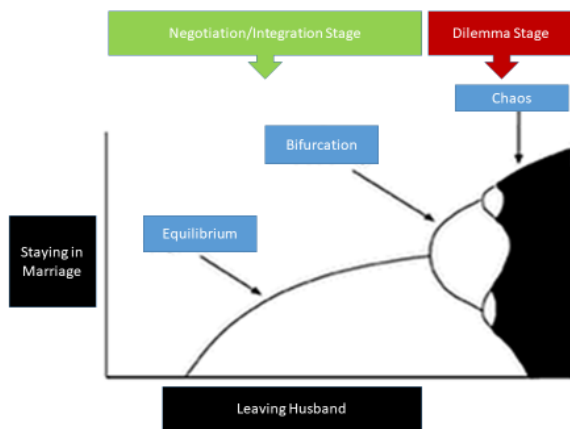 Negotiation/Integration Stage
Dilemma Stage
Chaos
Bifurcation
Equilibrium
Staying in
Marriage
Leaving Husband